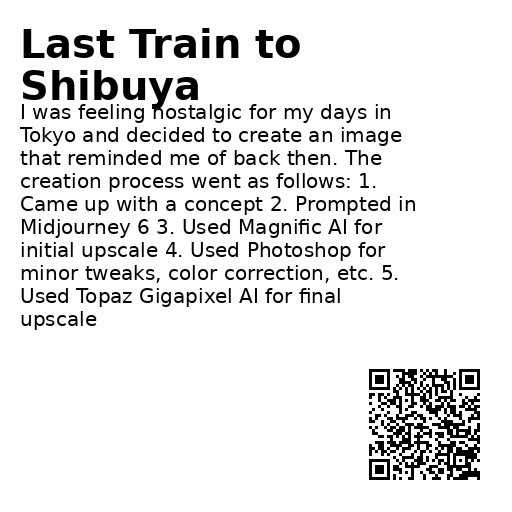 Last Train to
Shibuya
I was feeling nostalgic for my days in
Tokyo and decided to create an image
that reminded me of back then. The
creation process went as follows: 1.
Came up with a concept 2. Prompted in
Midjourney 6 3. Used Magnific AI for
initial upscale 4. Used Photoshop for
minor tweaks, color correction, etc. 5.
Used Topaz Gigapixel AI for final
upscale